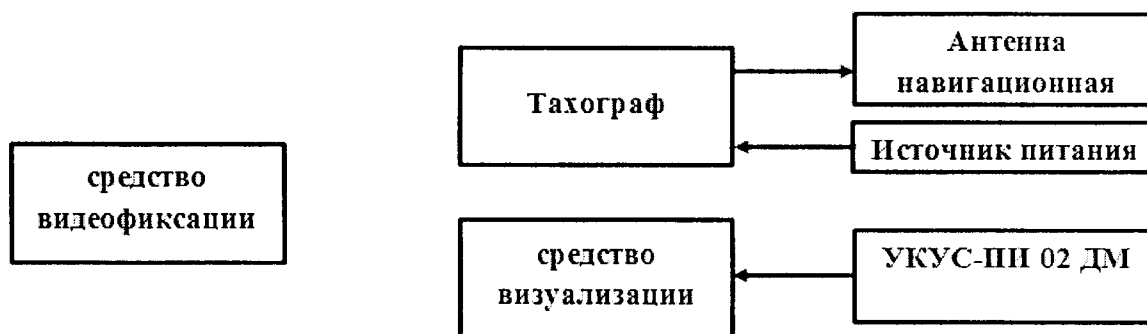 Антенна
навигационная
Тахограф
Источник питания
средство
видеофиксации
средство
визуализации
УКУС-ПИ 02 ДМ